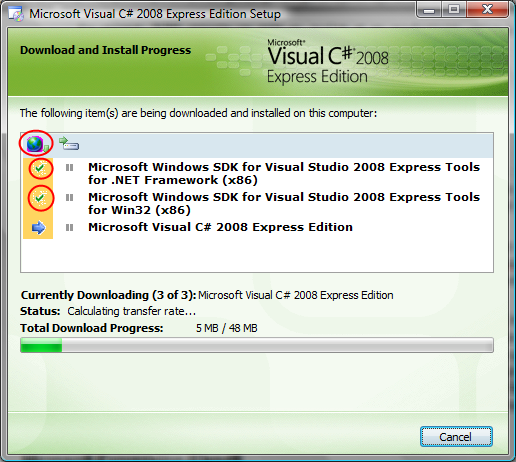 Microsoft Visual C# 2008 Express Edition Setup
Download and Install Progress
Microsoft®
Visual C#® 2008
Express Edition
The following item(s) are being downloaded and installed on this computer:
Microsoft Windows SDK for Visual Studio 2008 Express Tools
for .NET Framework (x86)
Microsoft Windows SDK for Visual Studio 2008 Express Tools
for Win32 (x86)
Microsoft Visual C# 2008 Express Edition
Currently Downloading (3 of 3): Microsoft Visual C# 2008 Express Edition
Status: Calculating transfer rate...
Total Download Progress: 5 MB / 48 MB
Cancel